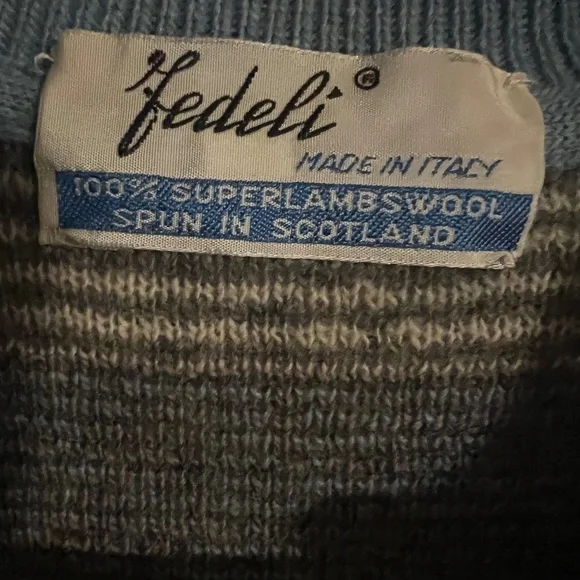 Fedeli®
MADE IN ITALY
100% SUPERLAMBSWOOL
SPUN IN SCOTLAND